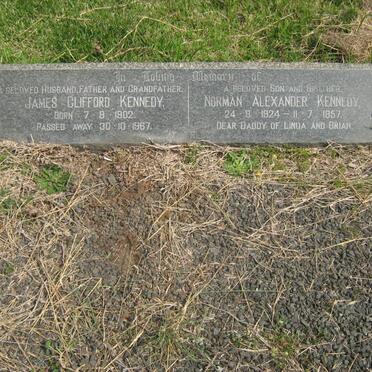 In Loving Memory of
A Beloved Husband, Father and Grandfather,
James Clifford Kennedy,
Born 7·8·1902.
Passed away 30·10·1967.
A Beloved Son and Brother,
Norman Alexander Kennedy,
1924 – 11·7·1957.
Dear Daddy of Linda and Brian.